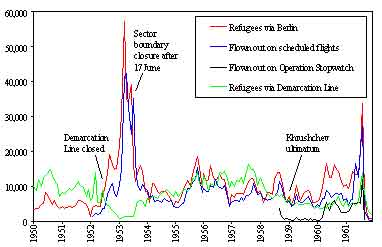 60,000
50,000
40,000
30,000
20,000
10,000
0
1950
1951
1952
1953
1954
1955
1956
1957
1958
1959
1960
1961
Demarcation
Line closed
Sector
boundary
closure after
17 June
Khrushchev
ultimatum
Refugees via Berlin
Flown out on scheduled flights
Flown out on Operation Stopwatch
Refugees via Demarcation Line